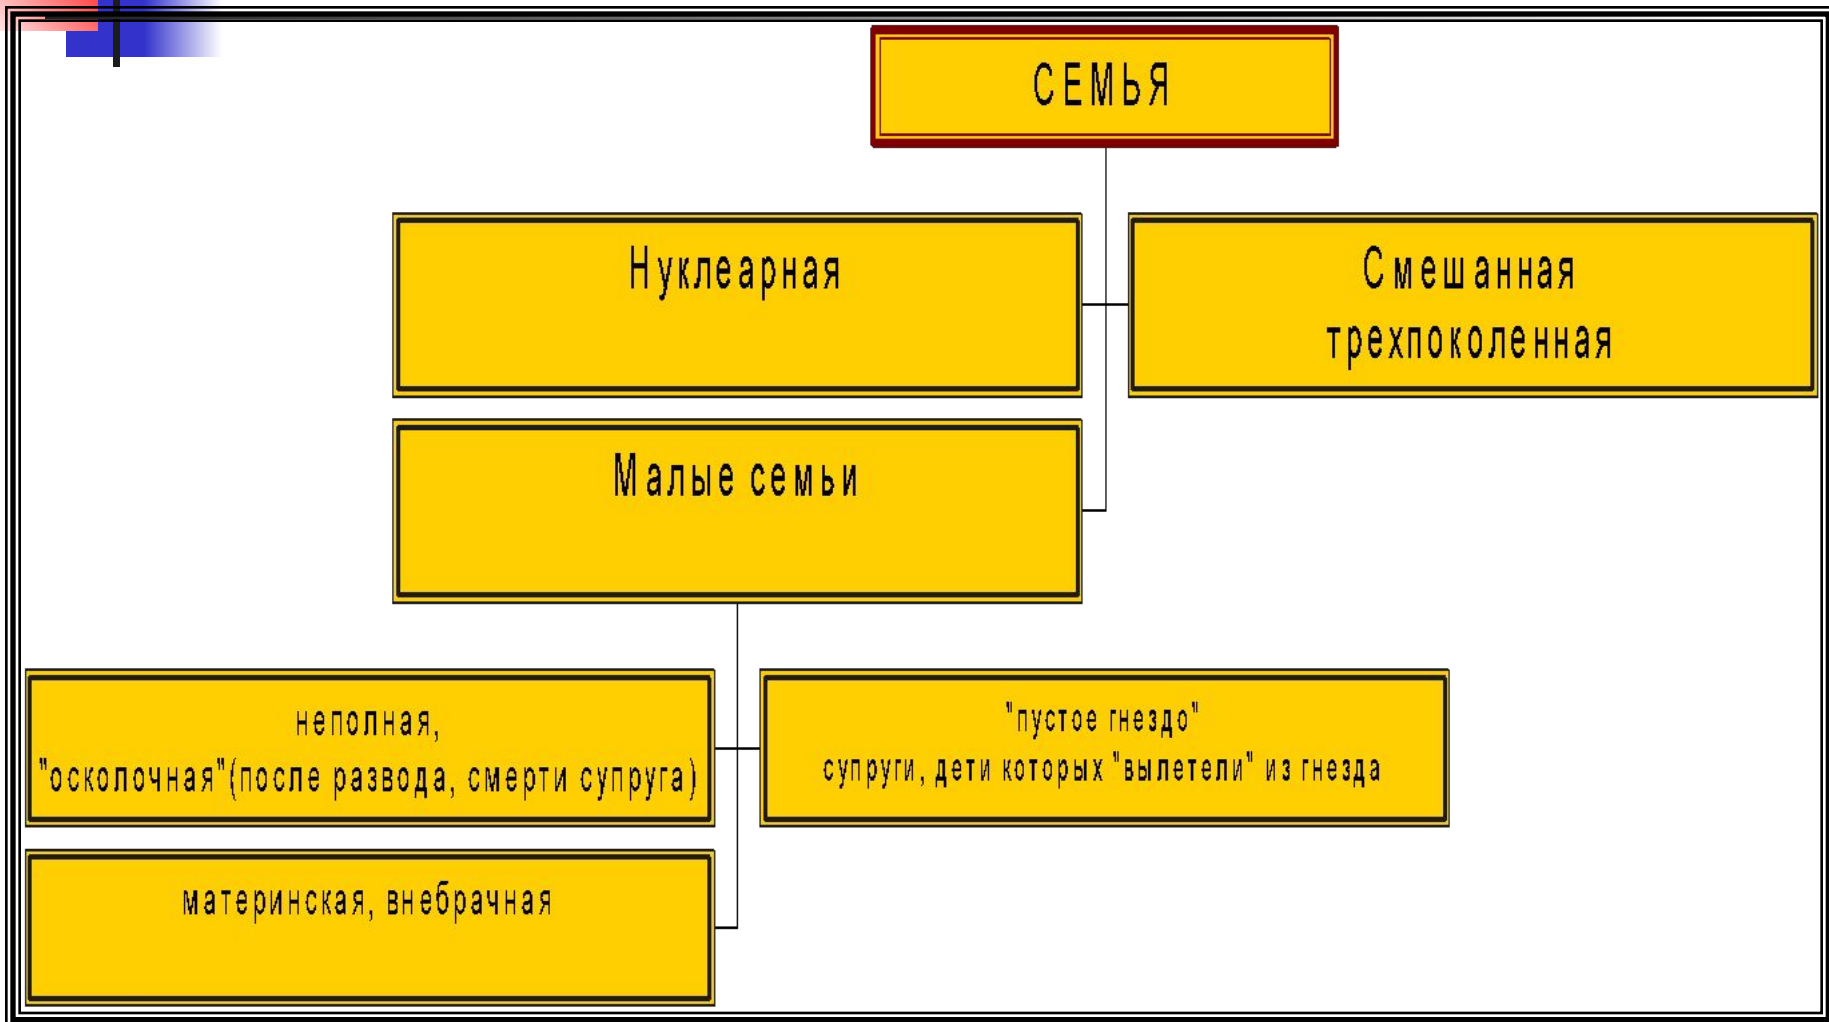 СЕМЬЯ
Нуклеарная
Смешанная
трехпоколенная
Малые семьи
неполная,
"осколочная"(после развода, смерти супруга)
"пустое гнездо"
супруги, дети которых "вылетели" из гнезда
материнская, внебрачная